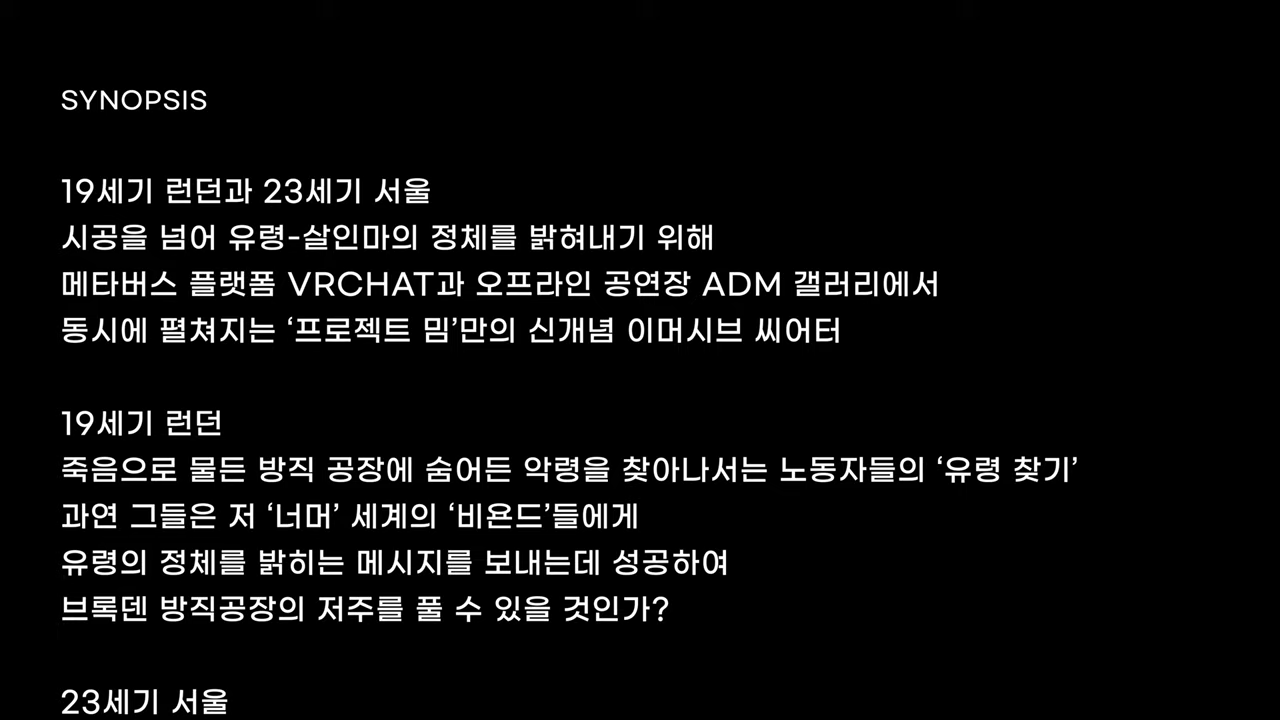 SYNOPSIS
19세기 런던과 23세기 서울
시공을 넘어 유령-살인마의 정체를 밝혀내기 위해
메타버스 플랫폼 VRCHAT과 오프라인 공연장 ADM 갤러리에서
동시에 펼쳐지는 ‘프로젝트 밈’만의 신개념 이머시브 씨어터
19세기 런던
죽음으로 물든 방직 공장에 숨어든 악령을 찾아나서는 노동자들의 ‘유령 찾기’
과연 그들은 저 ‘너머’ 세계의 ‘비욘드’들에게
유령의 정체를 밝히는 메시지를 보내는데 성공하여
브록덴 방직공장의 저주를 풀 수 있을 것인가?
23세기 서울